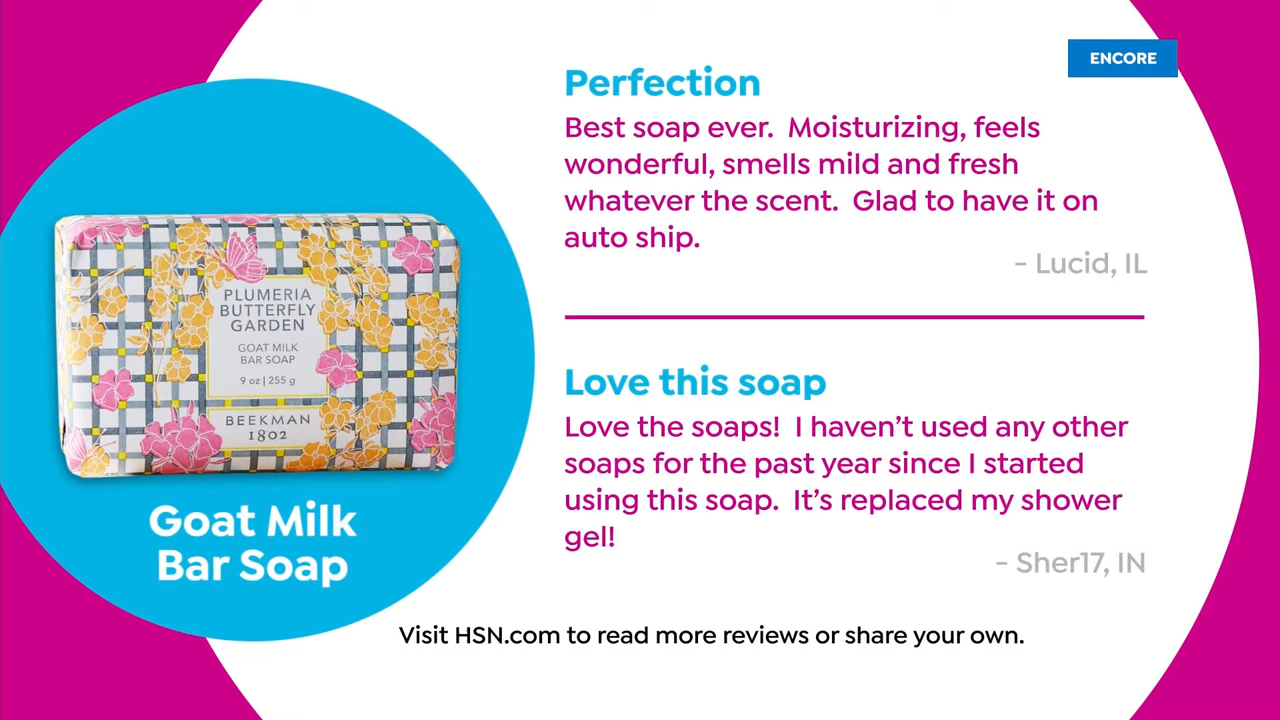 ENCORE
Perfection
Best soap ever.  Moisturizing, feels
wonderful, smells mild and fresh
whatever the scent.  Glad to have it on
auto ship.
- Lucid, IL
PLUMERIA
BUTTERFLY
GARDEN
GOAT MILK
BAR SOAP
9 oz | 255 g
BEEKMAN
1802
Goat Milk
Bar Soap
Love this soap
Love the soaps!  I haven't used any other
soaps for the past year since I started
using this soap.  It's replaced my shower
gel!
- Sher17, IN
Visit HSN.com to read more reviews or share your own.